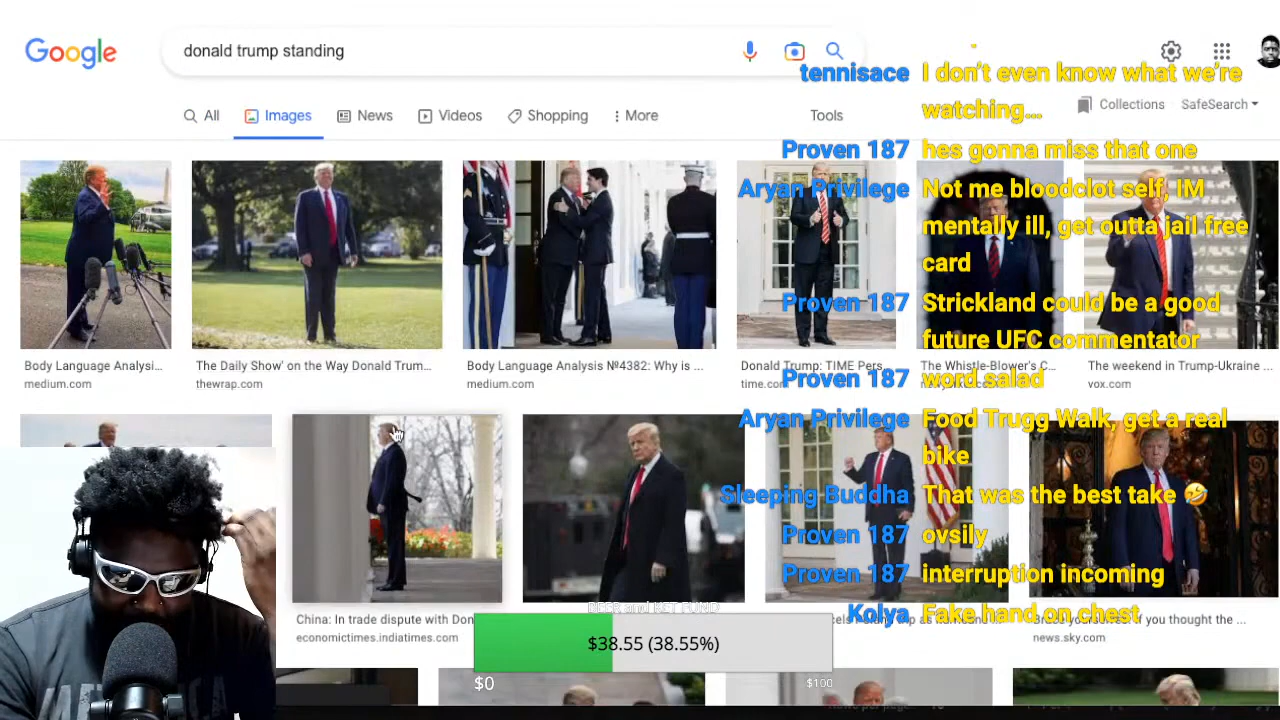 Google
donald trump standing
All
Images
News
Videos
Shopping
More
Tools
Collections
SafeSearch
tennisace I don't even know what we're
watching...
Proven 187 hes gonna miss that one
Aryan Privilege Not me bloodclot self, IM
mentally ill, get outta jail free
card
Proven 187 Strickland could be a good
future UFC commentator
Proven 187 word salad
Aryan Privilege Food Trugg Walk, get a real
bike
Sleeping Buddha That was the best take 🤣
Proven 187 ovsily
Proven 187 interruption incoming
Kolya Fake hand on chest
Body Language Analysi...
medium.com
The Daily Show' on the Way Donald Trum...
thewrap.com
Body Language Analysis №4382: Why is ...
medium.com
Donald Trump: TIME Pers
time.com
The Whistle-Blower's C...
The weekend in Trump-Ukraine ...
vox.com
China: In trade dispute with Don
economictimes.indiatimes.com
if you thought the ...
news.sky.com
$38.55 (38.55%)
$0
$100